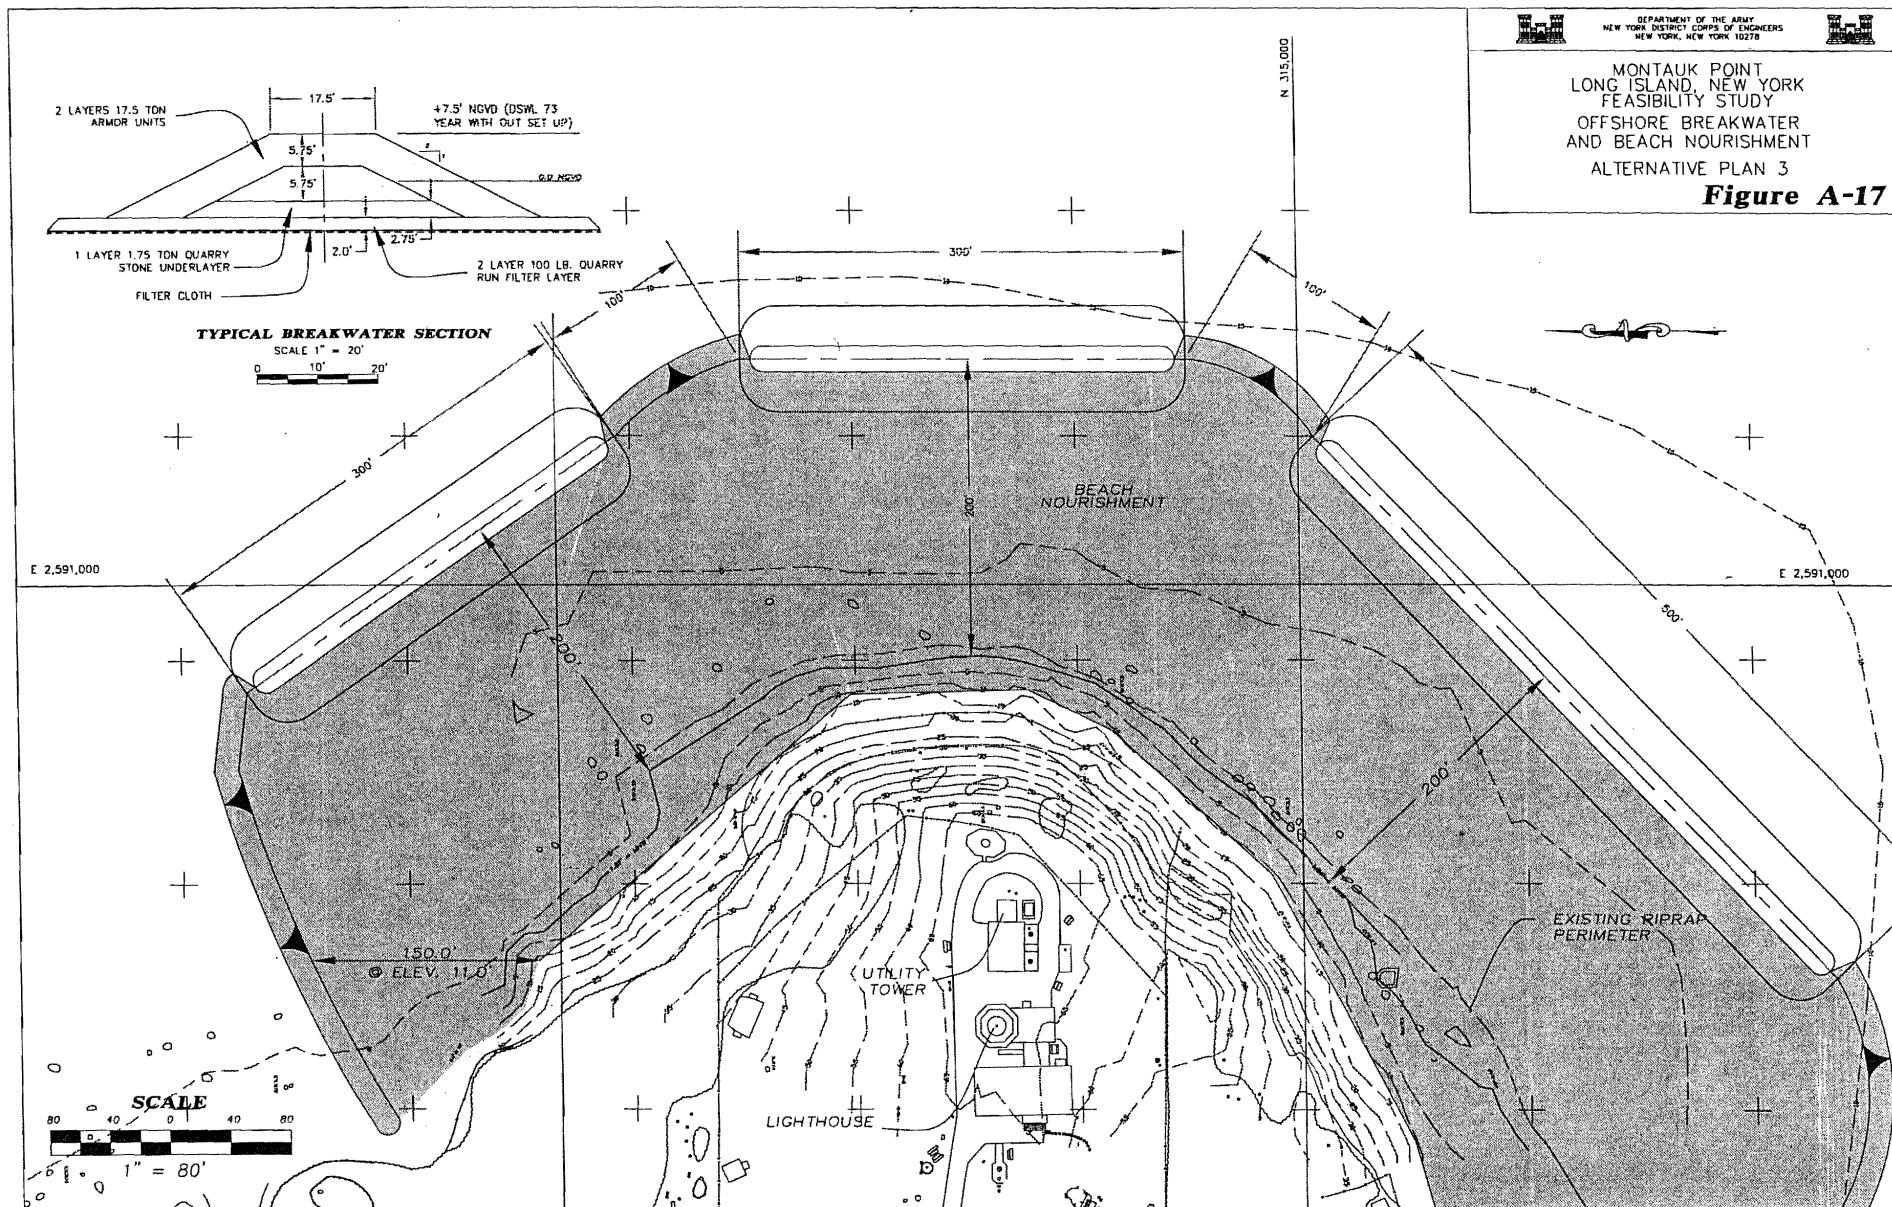 DEPARTMENT OF THE ARMY
NEW YORK DISTRICT CORPS OF ENGINEERS
NEW YORK, NEW YORK 10278
MONTAUK POINT
LONG ISLAND, NEW YORK
FEASIBILITY STUDY
OFFSHORE BREAKWATER
AND BEACH NOURISHMENT
ALTERNATIVE PLAN 3
Figure A-17
N 315,000
17.5'
2 LAYERS 17.5 TON
ARMOR UNITS
+7.5' NGVD (DSWL 73
YEAR WITH OUT SET UP)
5.75'
2
1
5.75'
0.0 NGVD
2.75'
2.0'
1 LAYER 1.75 TON QUARRY
STONE UNDERLAYER
2 LAYER 100 LB. QUARRY
RUN FILTER LAYER
FILTER CLOTH
TYPICAL BREAKWATER SECTION
SCALE 1" = 20'
0 10' 20'
300'
100'
300'
100'
500'
BEACH
NOURISHMENT
200'
E 2,591,000
E 2,591,000
200'
200'
EXISTING RIPRAP
PERIMETER
150.0'
@ ELEV. 11.0'
UTILITY
TOWER
LIGHTHOUSE
SCALE
80 40 0 40 80
1" = 80'